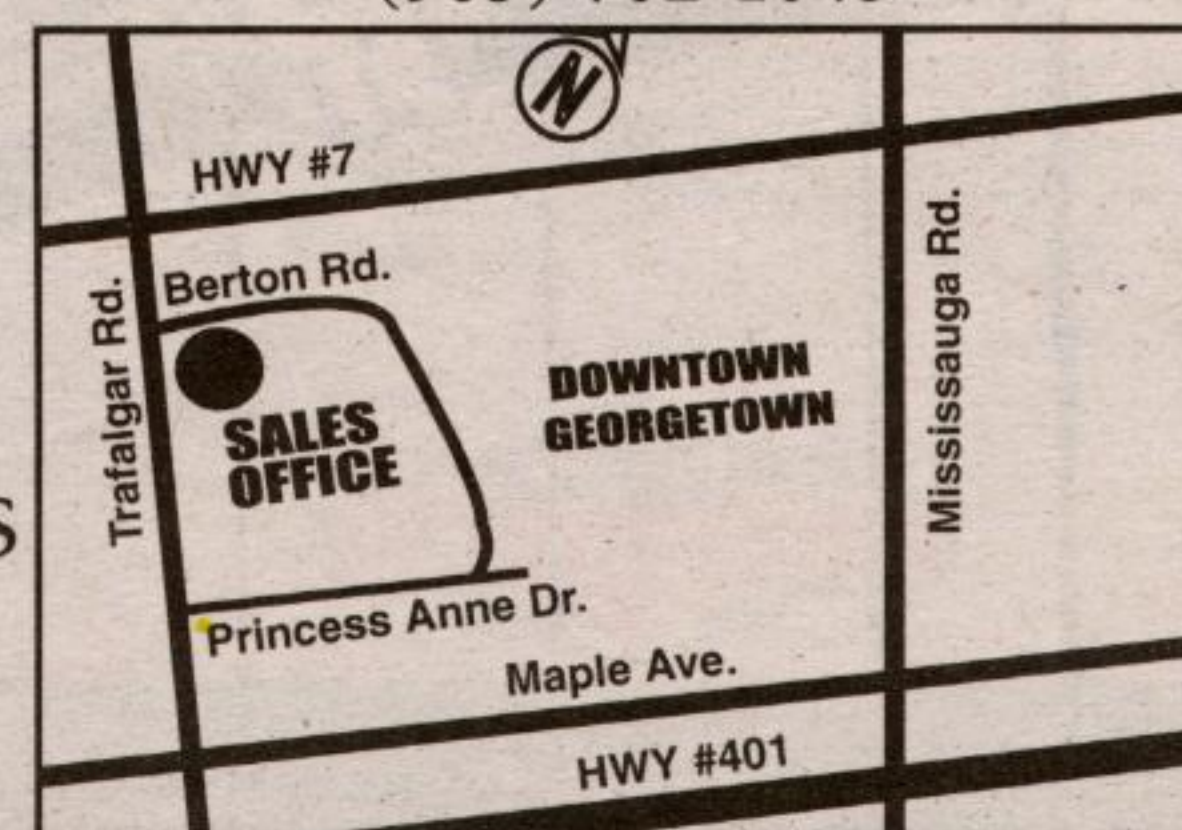 N
HWY #7
Berton Rd.
Trafalgar Rd.
SALES
OFFICE
DOWNTOWN
GEORGETOWN
Mississauga Rd.
Princess Anne Dr.
Maple Ave.
HWY #401